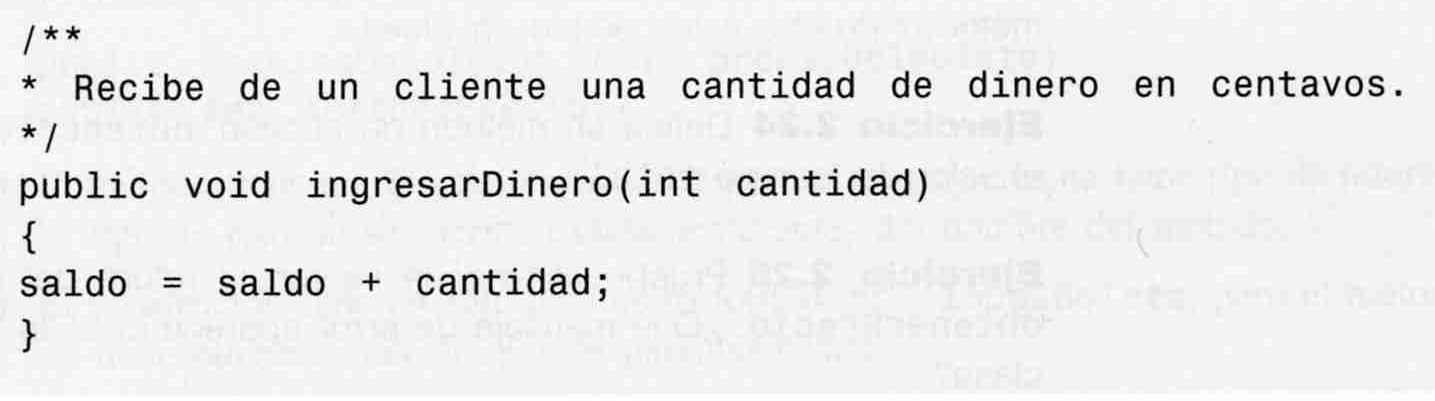 /**
* Recibe de un cliente una cantidad de dinero en centavos.
*/
public void ingresarDinero(int cantidad)
{
saldo = saldo + cantidad;
}